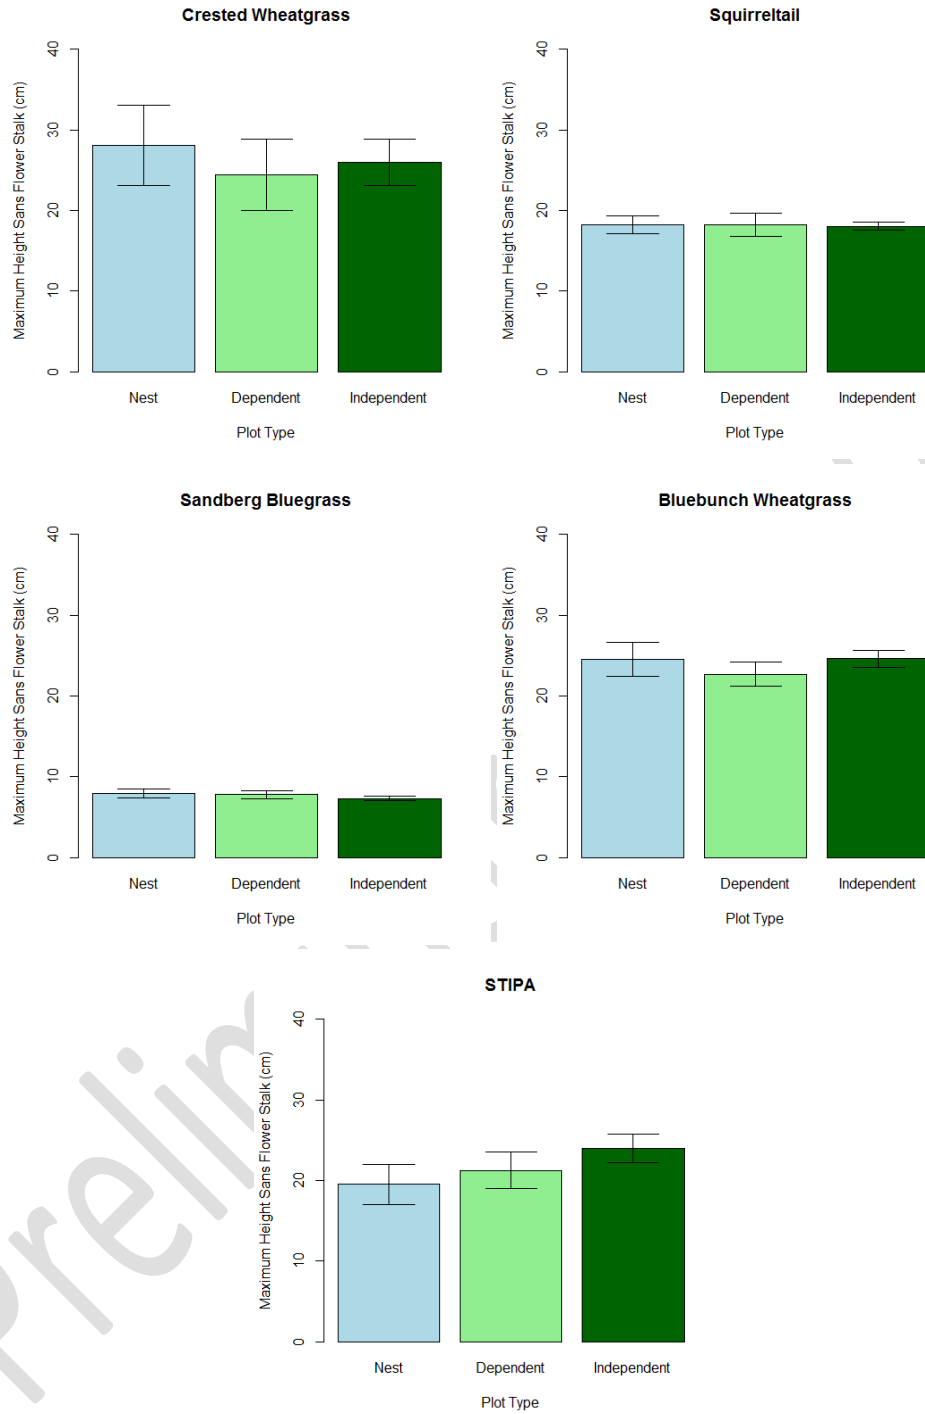 Crested Wheatgrass
Maximum Height Sans Flower Stalk (cm)
40
30
20
10
0
Nest Dependent Independent
Plot Type
Squirreltail
Maximum Height Sans Flower Stalk (cm)
40
30
20
10
0
Nest Dependent Independent
Plot Type
Sandberg Bluegrass
Maximum Height Sans Flower Stalk (cm)
40
30
20
10
0
Nest Dependent Independent
Plot Type
Bluebunch Wheatgrass
Maximum Height Sans Flower Stalk (cm)
40
30
20
10
0
Nest Dependent Independent
Plot Type
STIPA
Maximum Height Sans Flower Stalk (cm)
40
30
20
10
0
Nest Dependent Independent
Plot Type